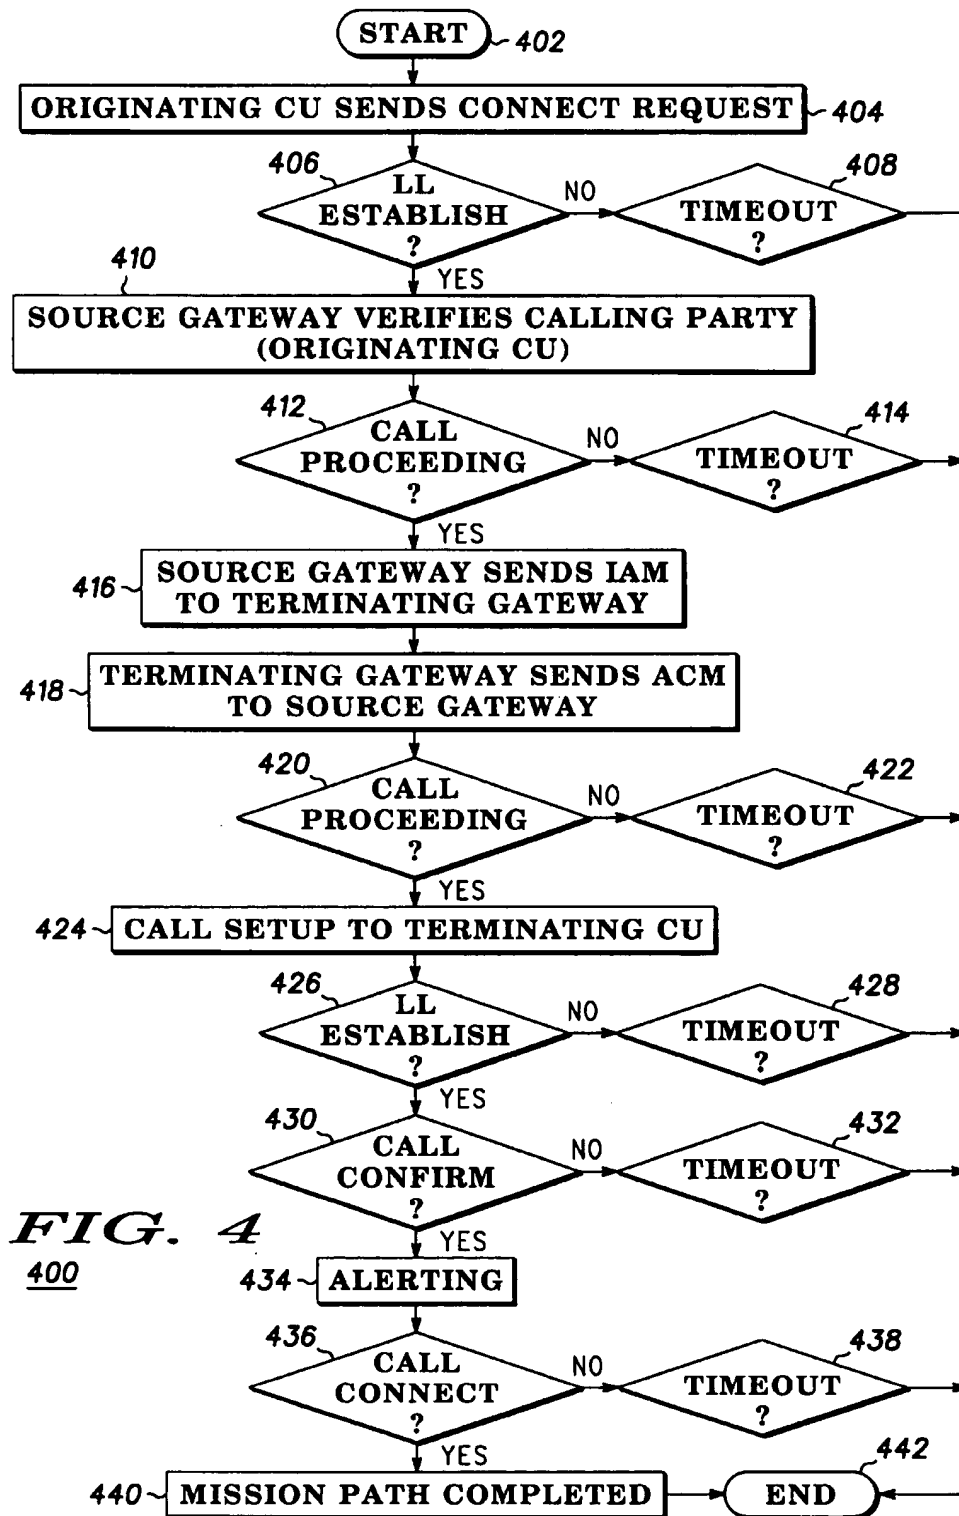 START
402
ORIGINATING CU SENDS CONNECT REQUEST
404
406
LL
ESTABLISH
?
NO
408
TIMEOUT
?
YES
410
SOURCE GATEWAY VERIFIES CALLING PARTY
(ORIGINATING CU)
412
CALL
PROCEEDING
?
NO
414
TIMEOUT
?
YES
416
SOURCE GATEWAY SENDS IAM
TO TERMINATING GATEWAY
418
TERMINATING GATEWAY SENDS ACM
TO SOURCE GATEWAY
420
CALL
PROCEEDING
?
NO
422
TIMEOUT
?
YES
424
CALL SETUP TO TERMINATING CU
426
LL
ESTABLISH
?
NO
428
TIMEOUT
?
YES
430
CALL
CONFIRM
?
NO
432
TIMEOUT
?
YES
FIG. 4
400
434
ALERTING
436
CALL
CONNECT
?
NO
438
TIMEOUT
?
YES
440
MISSION PATH COMPLETED
END
442